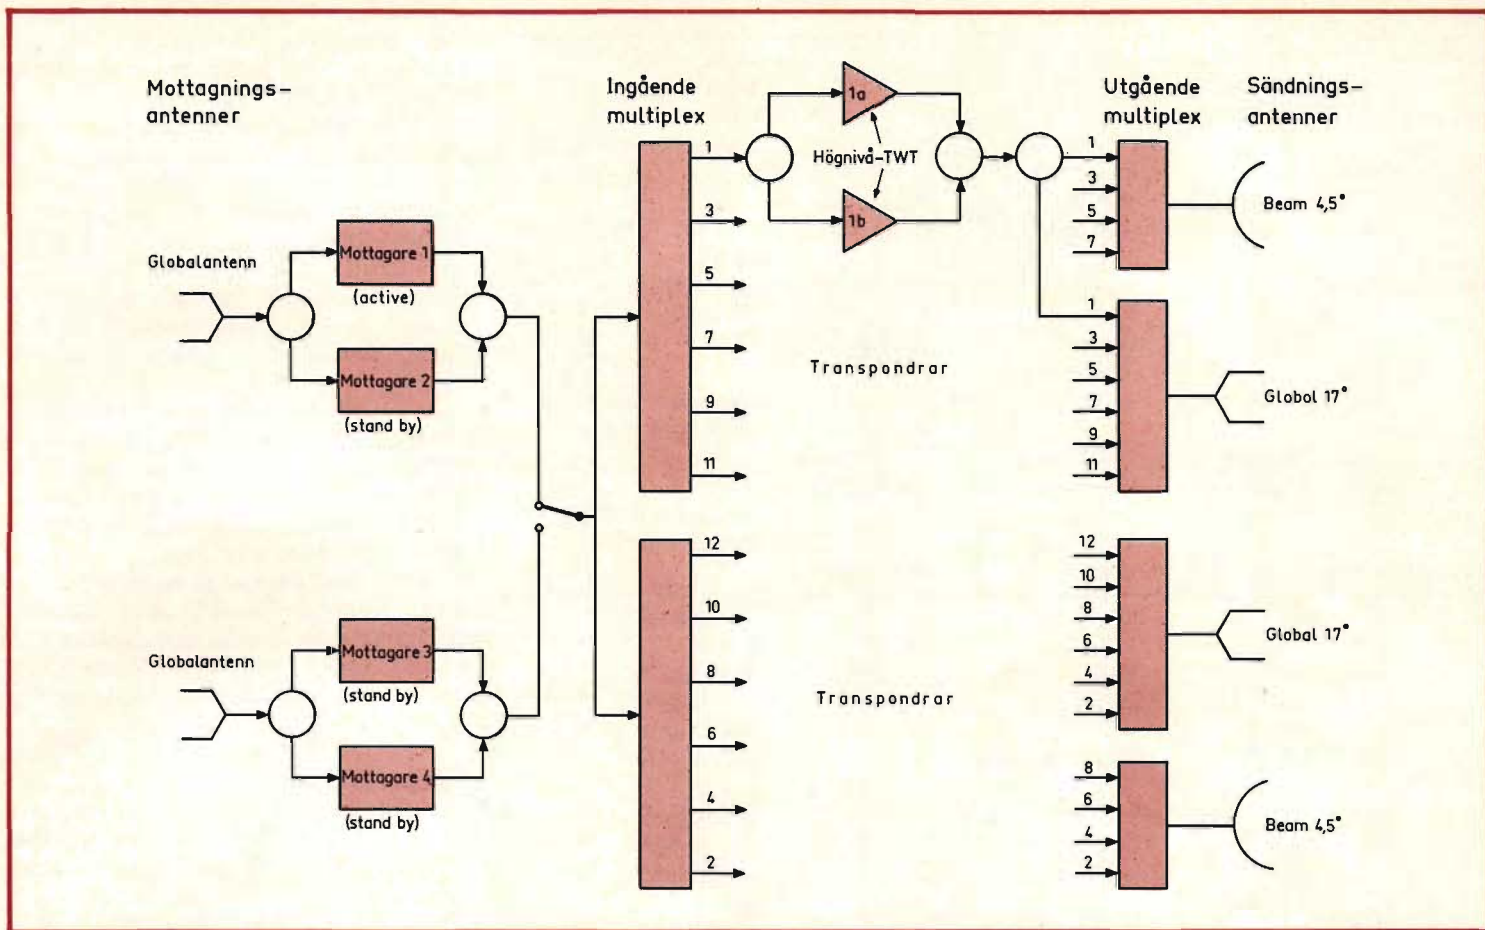 Mottagnings-
antenner
Globalantenn
Mottagare 1
(active)
Mottagare 2
(stand by)
Globalantenn
Mottagare 3
(stand by)
Mottagare 4
(stand by)
Ingående
multiplex
1
3
5
7
9
11
12
10
8
6
4
2
1a
Högnivå-TWT
1b
Transpondrar
Transpondrar
Utgående
multiplex
1
3
5
7
1
3
5
7
9
11
12
10
8
6
4
2
8
6
4
2
Sändnings-
antenner
Beam 4,5°
Globol 17°
Global 17°
Beam 4,5°